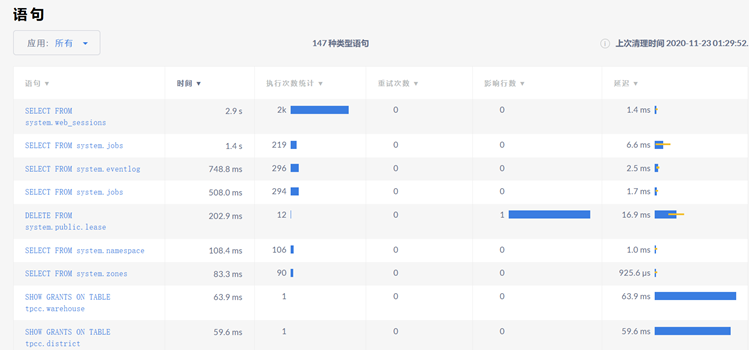 语句
应用: 所有
147 种类型语句
上次清理时间 2020-11-23 01:29:52.
语句 时间 执行次数统计 重试次数 影响行数 延迟
SELECT FROM
system.web_sessions
2.9 s 2k 0 0 1.4 ms
SELECT FROM system.jobs 1.4 s 219 0 0 6.6 ms
SELECT FROM system.eventlog 748.8 ms 296 0 0 2.5 ms
SELECT FROM system.jobs 508.0 ms 294 0 0 1.7 ms
DELETE FROM
system.public.lease
202.9 ms 12 0 1 16.9 ms
SELECT FROM system.namespace 108.4 ms 106 0 0 1.0 ms
SELECT FROM system.zones 83.3 ms 90 0 0 925.6 µs
SHOW GRANTS ON TABLE
tpcc.warehouse
63.9 ms 1 0 0 63.9 ms
SHOW GRANTS ON TABLE
tpcc.district
59.6 ms 1 0 0 59.6 ms